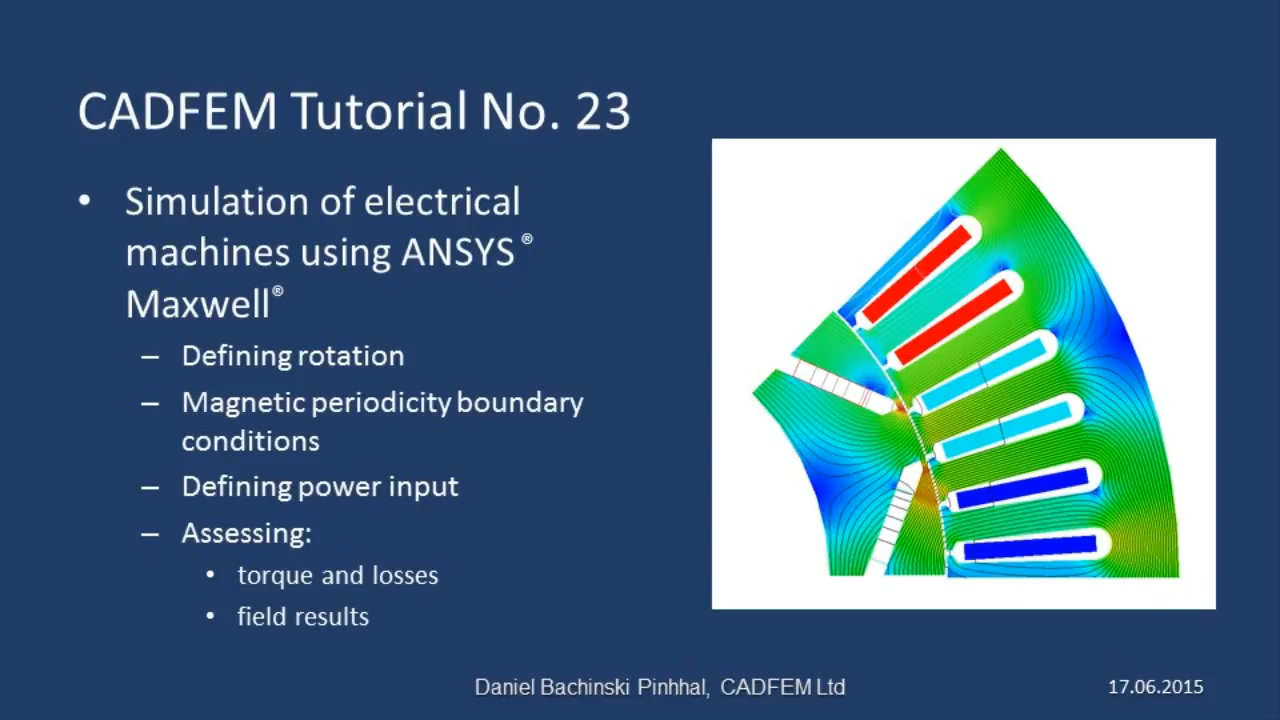 CADFEM Tutorial No. 23
• Simulation of electrical
machines using ANSYS®
Maxwell®
– Defining rotation
– Magnetic periodicity boundary
conditions
– Defining power input
– Assessing:
• torque and losses
• field results
Daniel Bachinski Pinhhal, CADFEM Ltd
17.06.2015